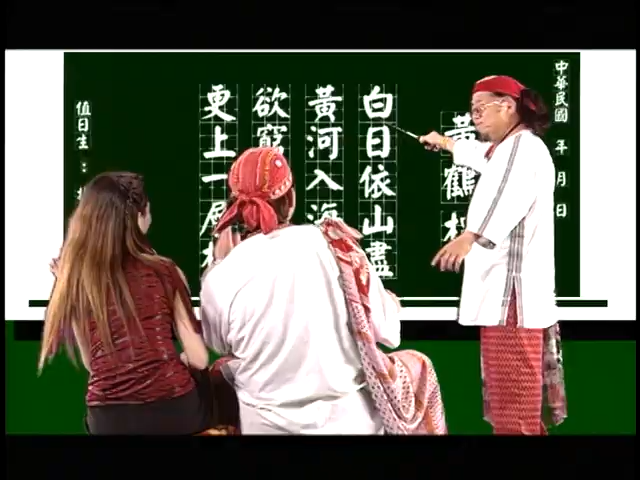 中華民國 年 月 日
黃鶴
白日依山盡
黃河入海
欲窮
更上一層
值日主：